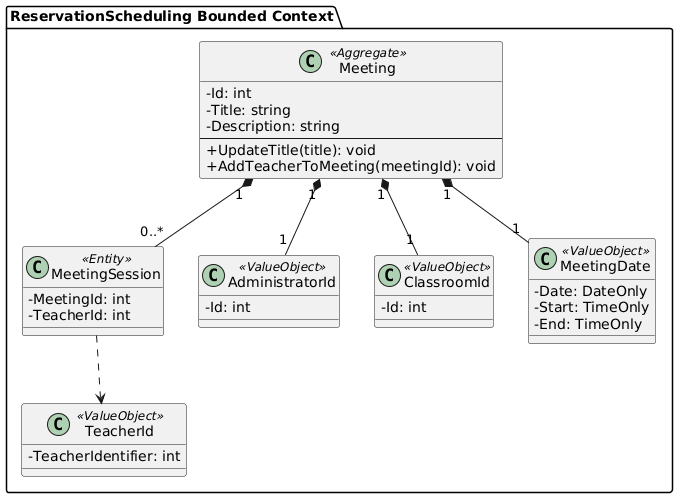 ReservationScheduling Bounded Context
C «Aggregate» Meeting
-Id: int
-Title: string
-Description: string
+UpdateTitle(title): void
+AddTeacherToMeeting(meetingId): void
1 1 1 1
0..* 1 1 1
C «Entity» MeetingSession
-MeetingId: int
-TeacherId: int
C «ValueObject» AdministratorId
-Id: int
C «ValueObject» ClassroomId
-Id: int
C «ValueObject» MeetingDate
-Date: DateOnly
-Start: TimeOnly
-End: TimeOnly
C «ValueObject» TeacherId
-TeacherIdentifier: int